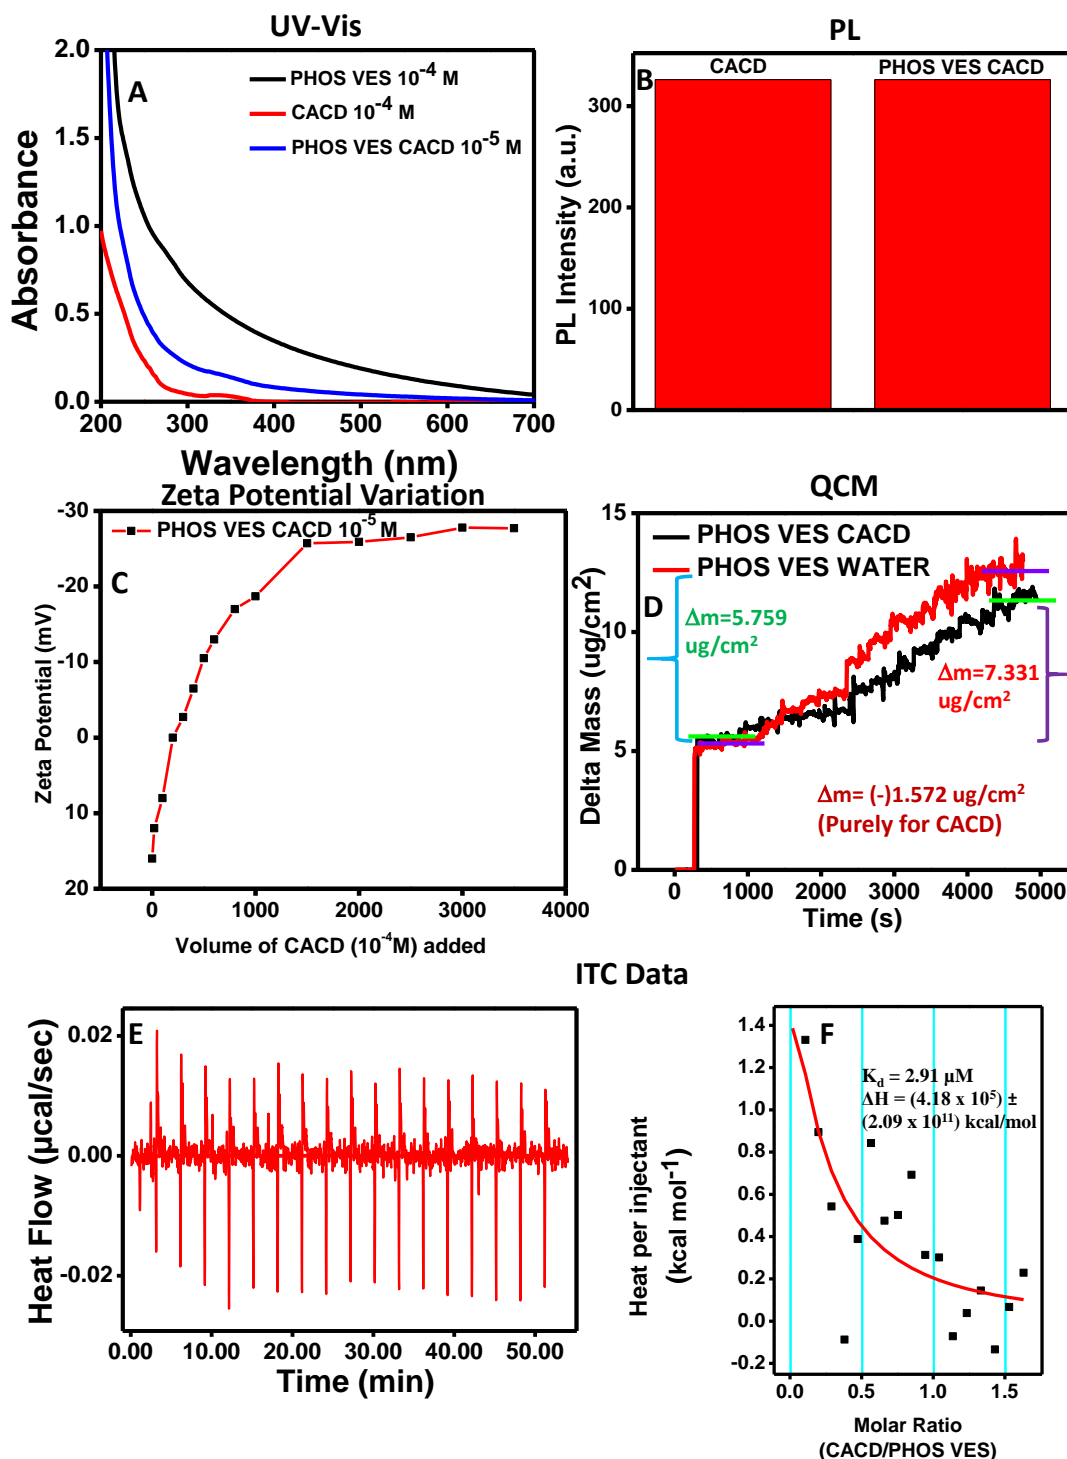 UV-Vis
A
PHOS VES 10⁻⁴ M
CACD 10⁻⁴ M
PHOS VES CACD 10⁻⁵ M
Absorbance
2.0
1.5
1.0
0.5
0.0
200 300 400 500 600 700
Wavelength (nm)
PL
B
CACD
PHOS VES CACD
PL Intensity (a.u.)
300
200
100
0
Zeta Potential Variation
PHOS VES CACD 10⁻⁵ M
C
Zeta Potential (mV)
-30
-20
-10
0
10
20
0 1000 2000 3000 4000
Volume of CACD (10⁻⁴M) added
QCM
PHOS VES CACD
PHOS VES WATER
D
Δm=5.759
ug/cm²
Δm=7.331
ug/cm²
Δm= (-)1.572 ug/cm²
(Purely for CACD)
Delta Mass (ug/cm²)
15
10
5
0
0 1000 2000 3000 4000 5000
Time (s)
ITC Data
E
Heat Flow (µcal/sec)
0.02
0.00
-0.02
0.00 10.00 20.00 30.00 40.00 50.00
Time (min)
F
K_d = 2.91 µM
ΔH = (4.18 x 10⁵) ±
(2.09 x 10¹¹) kcal/mol
Heat per injectant
(kcal mol⁻¹)
1.4
1.2
1.0
0.8
0.6
0.4
0.2
0.0
-0.2
0.0 0.5 1.0 1.5
Molar Ratio
(CACD/PHOS VES)